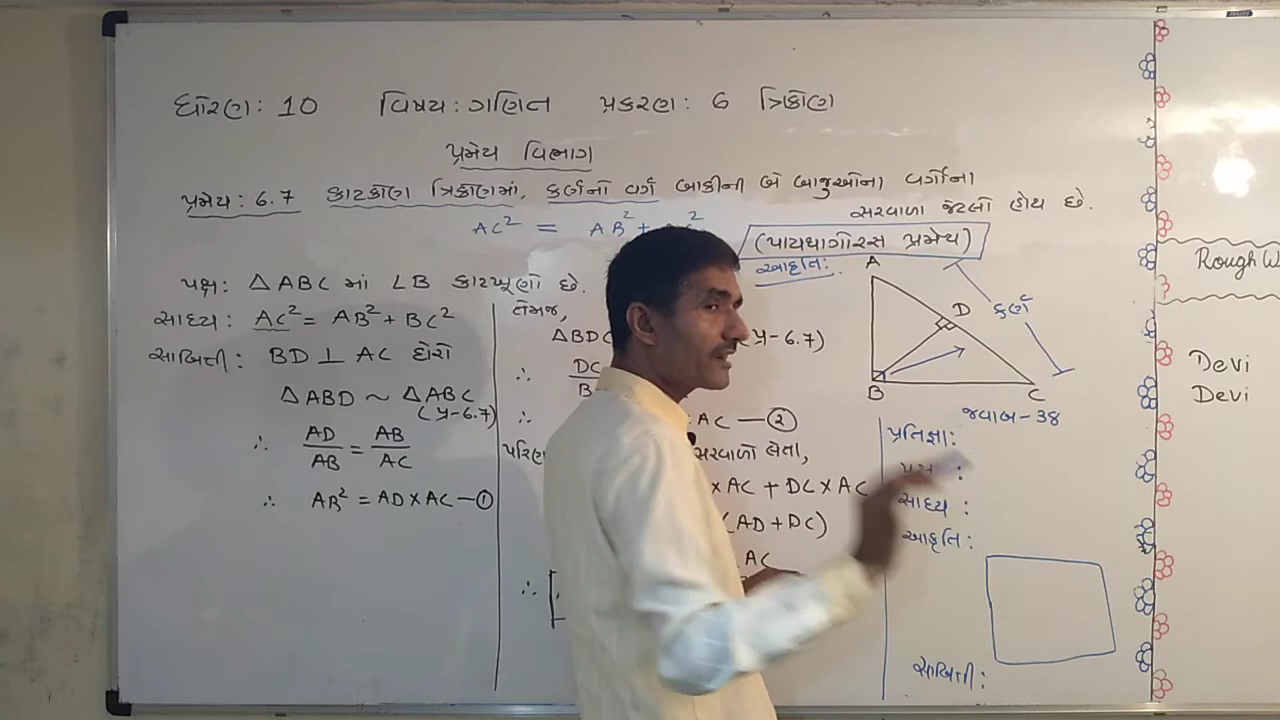 ધોરણ: 10 વિષય: ગણિત પ્રકરણ: 6 ત્રિકોણ
પ્રમેય વિભાગ
પ્રમેય: 6.7 કાટકોણ ત્રિકોણમાં, કર્ણનો વર્ગ બાકીની બે બાજુઓના વર્ગોના
સરવાળા જેટલો હોય છે.
AC² = AB² +
(પાયથાગોરસ પ્રમેય)
પક્ષ: △ABC માં ∠B કાટખૂણો છે.
સાધ્ય: AC² = AB² + BC²
સાબિતી: BD ⊥ AC દોરો
△ABD ~ △ABC
(પ્ર-6.7)
∴ AD/AB = AB/AC
∴ AB² = AD × AC — ①
તેમજ,
△BDC
(પ્ર-6.7)
∴ DC
∴ AC — ②
સરવાળો લેતા,
× AC + DC × AC
(AD + DC)
AC
∴
આકૃતિ:
A
D
કર્ણ
B
C
જવાબ-38
પ્રતિજ્ઞા:
સાધ્ય:
આકૃતિ:
સાબિતી:
Rough
Devi
Devi